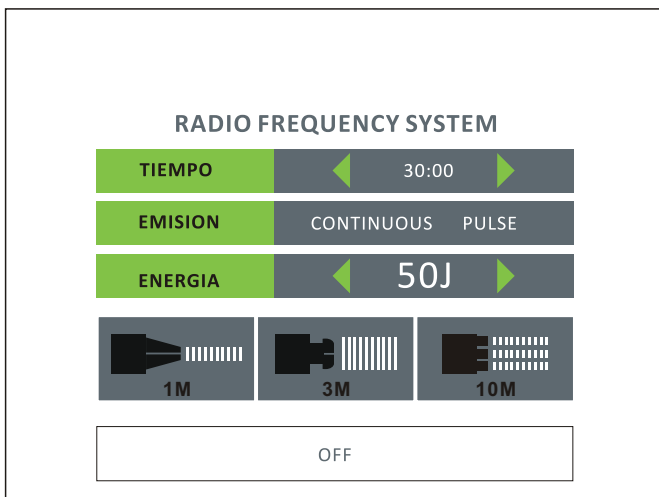 RADIO FREQUENCY SYSTEM
TIEMPO 30:00
EMISION CONTINUOUS PULSE
ENERGIA 50J
1M 3M 10M
OFF